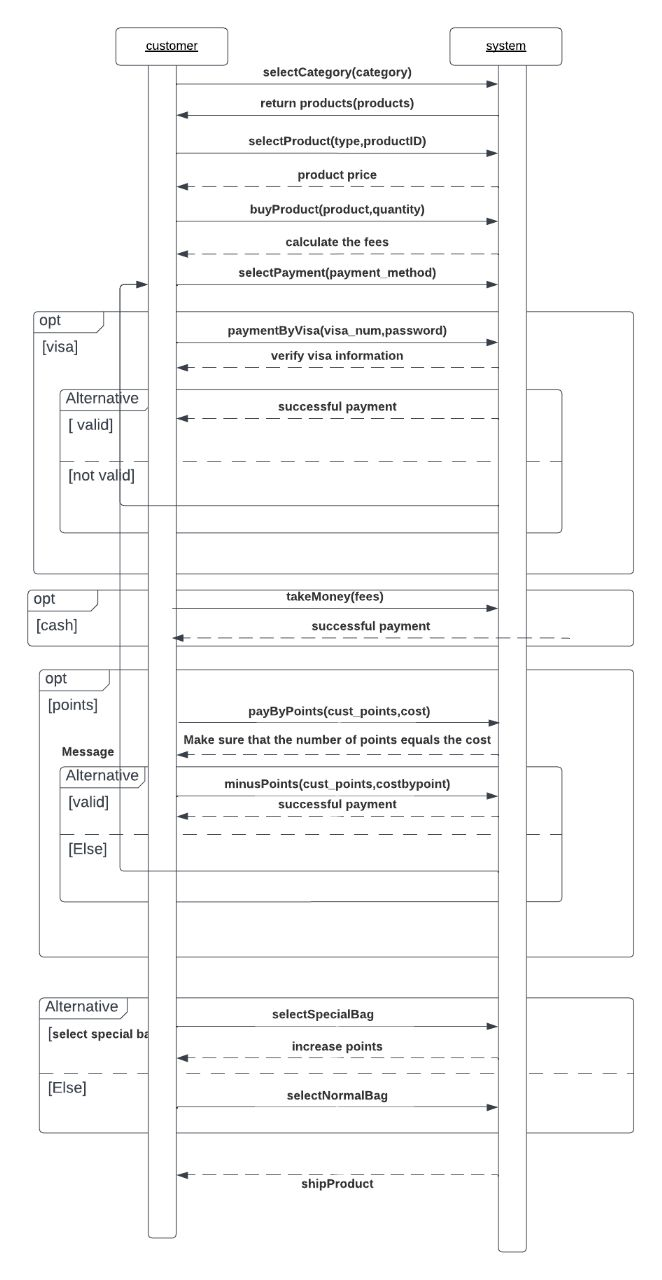 customer
system
selectCategory(category)
return products(products)
selectProduct(type,productID)
product price
buyProduct(product,quantity)
calculate the fees
selectPayment(payment_method)
opt
[visa]
paymentByVisa(visa_num,password)
verify visa information
Alternative
[ valid]
successful payment
[not valid]
opt
[cash]
takeMoney(fees)
successful payment
opt
[points]
payByPoints(cust_points,cost)
Make sure that the number of points equals the cost
Message
Alternative
[valid]
minusPoints(cust_points,costbypoint)
successful payment
[Else]
Alternative
[select special ba
selectSpecialBag
increase points
[Else]
selectNormalBag
shipProduct